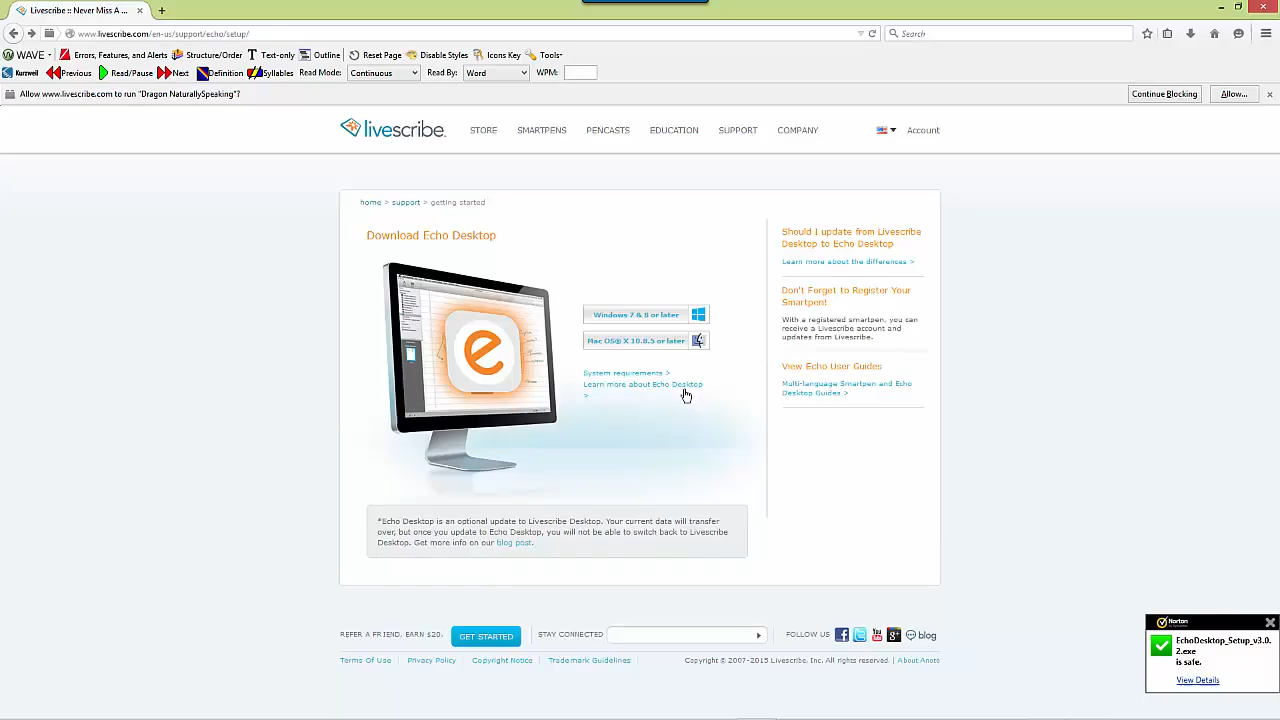 Livescribe :: Never Miss A ...
www.livescribe.com/en-us/support/echo/setup/
Search
WAVE
Errors, Features, and Alerts
Structure/Order
Text-only
Outline
Reset Page
Disable Styles
Icons Key
Tools
Kurzweil
Previous
Read/Pause
Next
Definition
Syllables
Read Mode:
Continuous
Read By:
Word
WPM:
Allow www.livescribe.com to run "Dragon NaturallySpeaking"?
Continue Blocking
Allow...
livescribe
STORE
SMARTPENS
PENCASTS
EDUCATION
SUPPORT
COMPANY
Account
home > support > getting started
Download Echo Desktop
Windows 7 & 8 or later
Mac OS® X 10.8.5 or later
System requirements >
Learn more about Echo Desktop
>
Should I update from Livescribe
Desktop to Echo Desktop
Learn more about the differences >
Don't Forget to Register Your
Smartpen!
With a registered smartpen, you can
receive a Livescribe account and
updates from Livescribe.
View Echo User Guides
Multi-language Smartpen and Echo
Desktop Guides >
*Echo Desktop is an optional update to Livescribe Desktop. Your current data will transfer
over, but once you update to Echo Desktop, you will not be able to switch back to Livescribe
Desktop. Get more info on our blog post.
REFER A FRIEND, EARN $20.
GET STARTED
STAY CONNECTED
FOLLOW US
blog
Terms Of Use
Privacy Policy
Copyright Notice
Trademark Guidelines
Copyright © 2007-2015 Livescribe, Inc. All rights reserved.
About Anoto
Norton
EchoDesktop_Setup_v3.0.
2.exe
is safe.
View Details